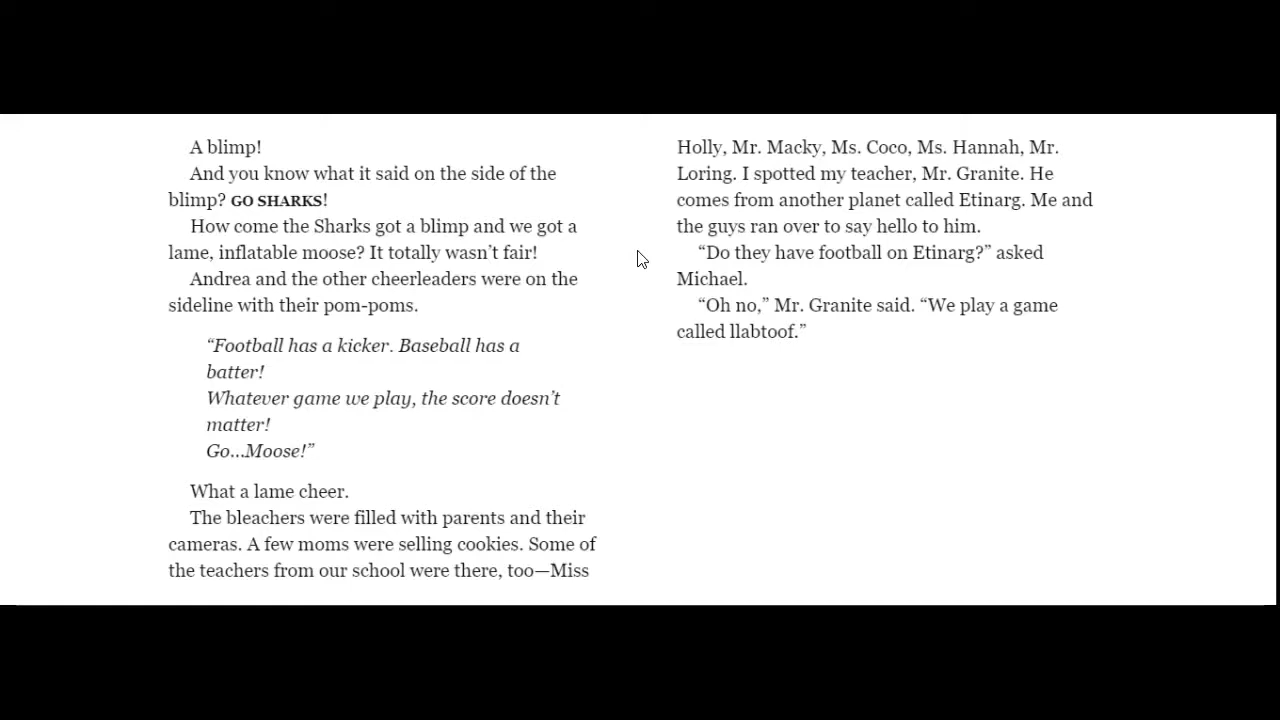 A blimp!
And you know what it said on the side of the
blimp? GO SHARKS!
How come the Sharks got a blimp and we got a
lame, inflatable moose? It totally wasn’t fair!
Andrea and the other cheerleaders were on the
sideline with their pom-poms.
“Football has a kicker. Baseball has a
batter!
Whatever game we play, the score doesn’t
matter!
Go...Moose!”
What a lame cheer.
The bleachers were filled with parents and their
cameras. A few moms were selling cookies. Some of
the teachers from our school were there, too—Miss
Holly, Mr. Macky, Ms. Coco, Ms. Hannah, Mr.
Loring. I spotted my teacher, Mr. Granite. He
comes from another planet called Etinarg. Me and
the guys ran over to say hello to him.
“Do they have football on Etinarg?” asked
Michael.
“Oh no,” Mr. Granite said. “We play a game
called llabtoof.”